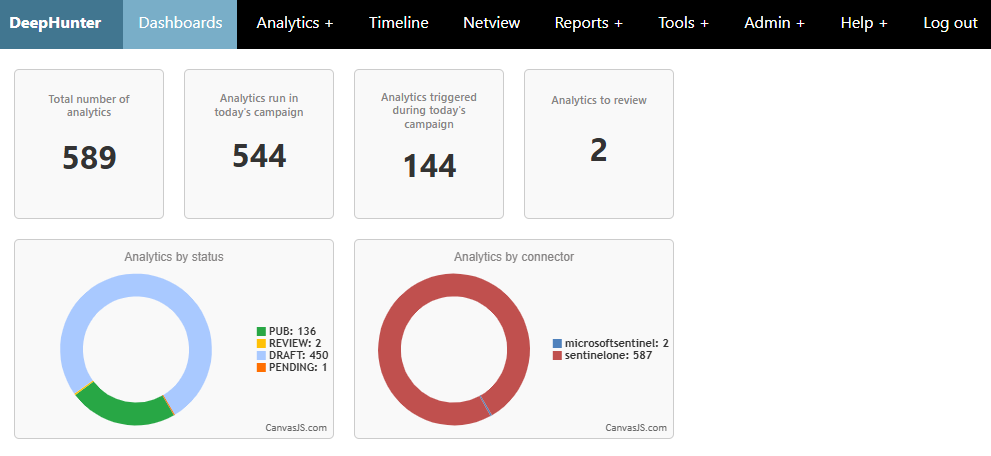 DeepHunter Dashboards Analytics + Timeline Netview Reports + Tools + Admin + Help + Log out
Total number of
analytics
589
Analytics run in
today's campaign
544
Analytics triggered
during today's
campaign
144
Analytics to review
2
Analytics by status
PUB: 136
REVIEW: 2
DRAFT: 450
PENDING: 1
CanvasJS.com
Analytics by connector
microsoftsentinel: 2
sentinelone: 587
CanvasJS.com